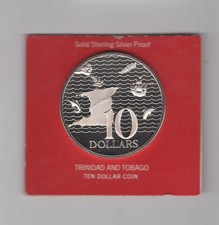 Solid Sterling Silver Proof
10
DOLLARS
TRINIDAD AND TOBAGO
TEN DOLLAR COIN